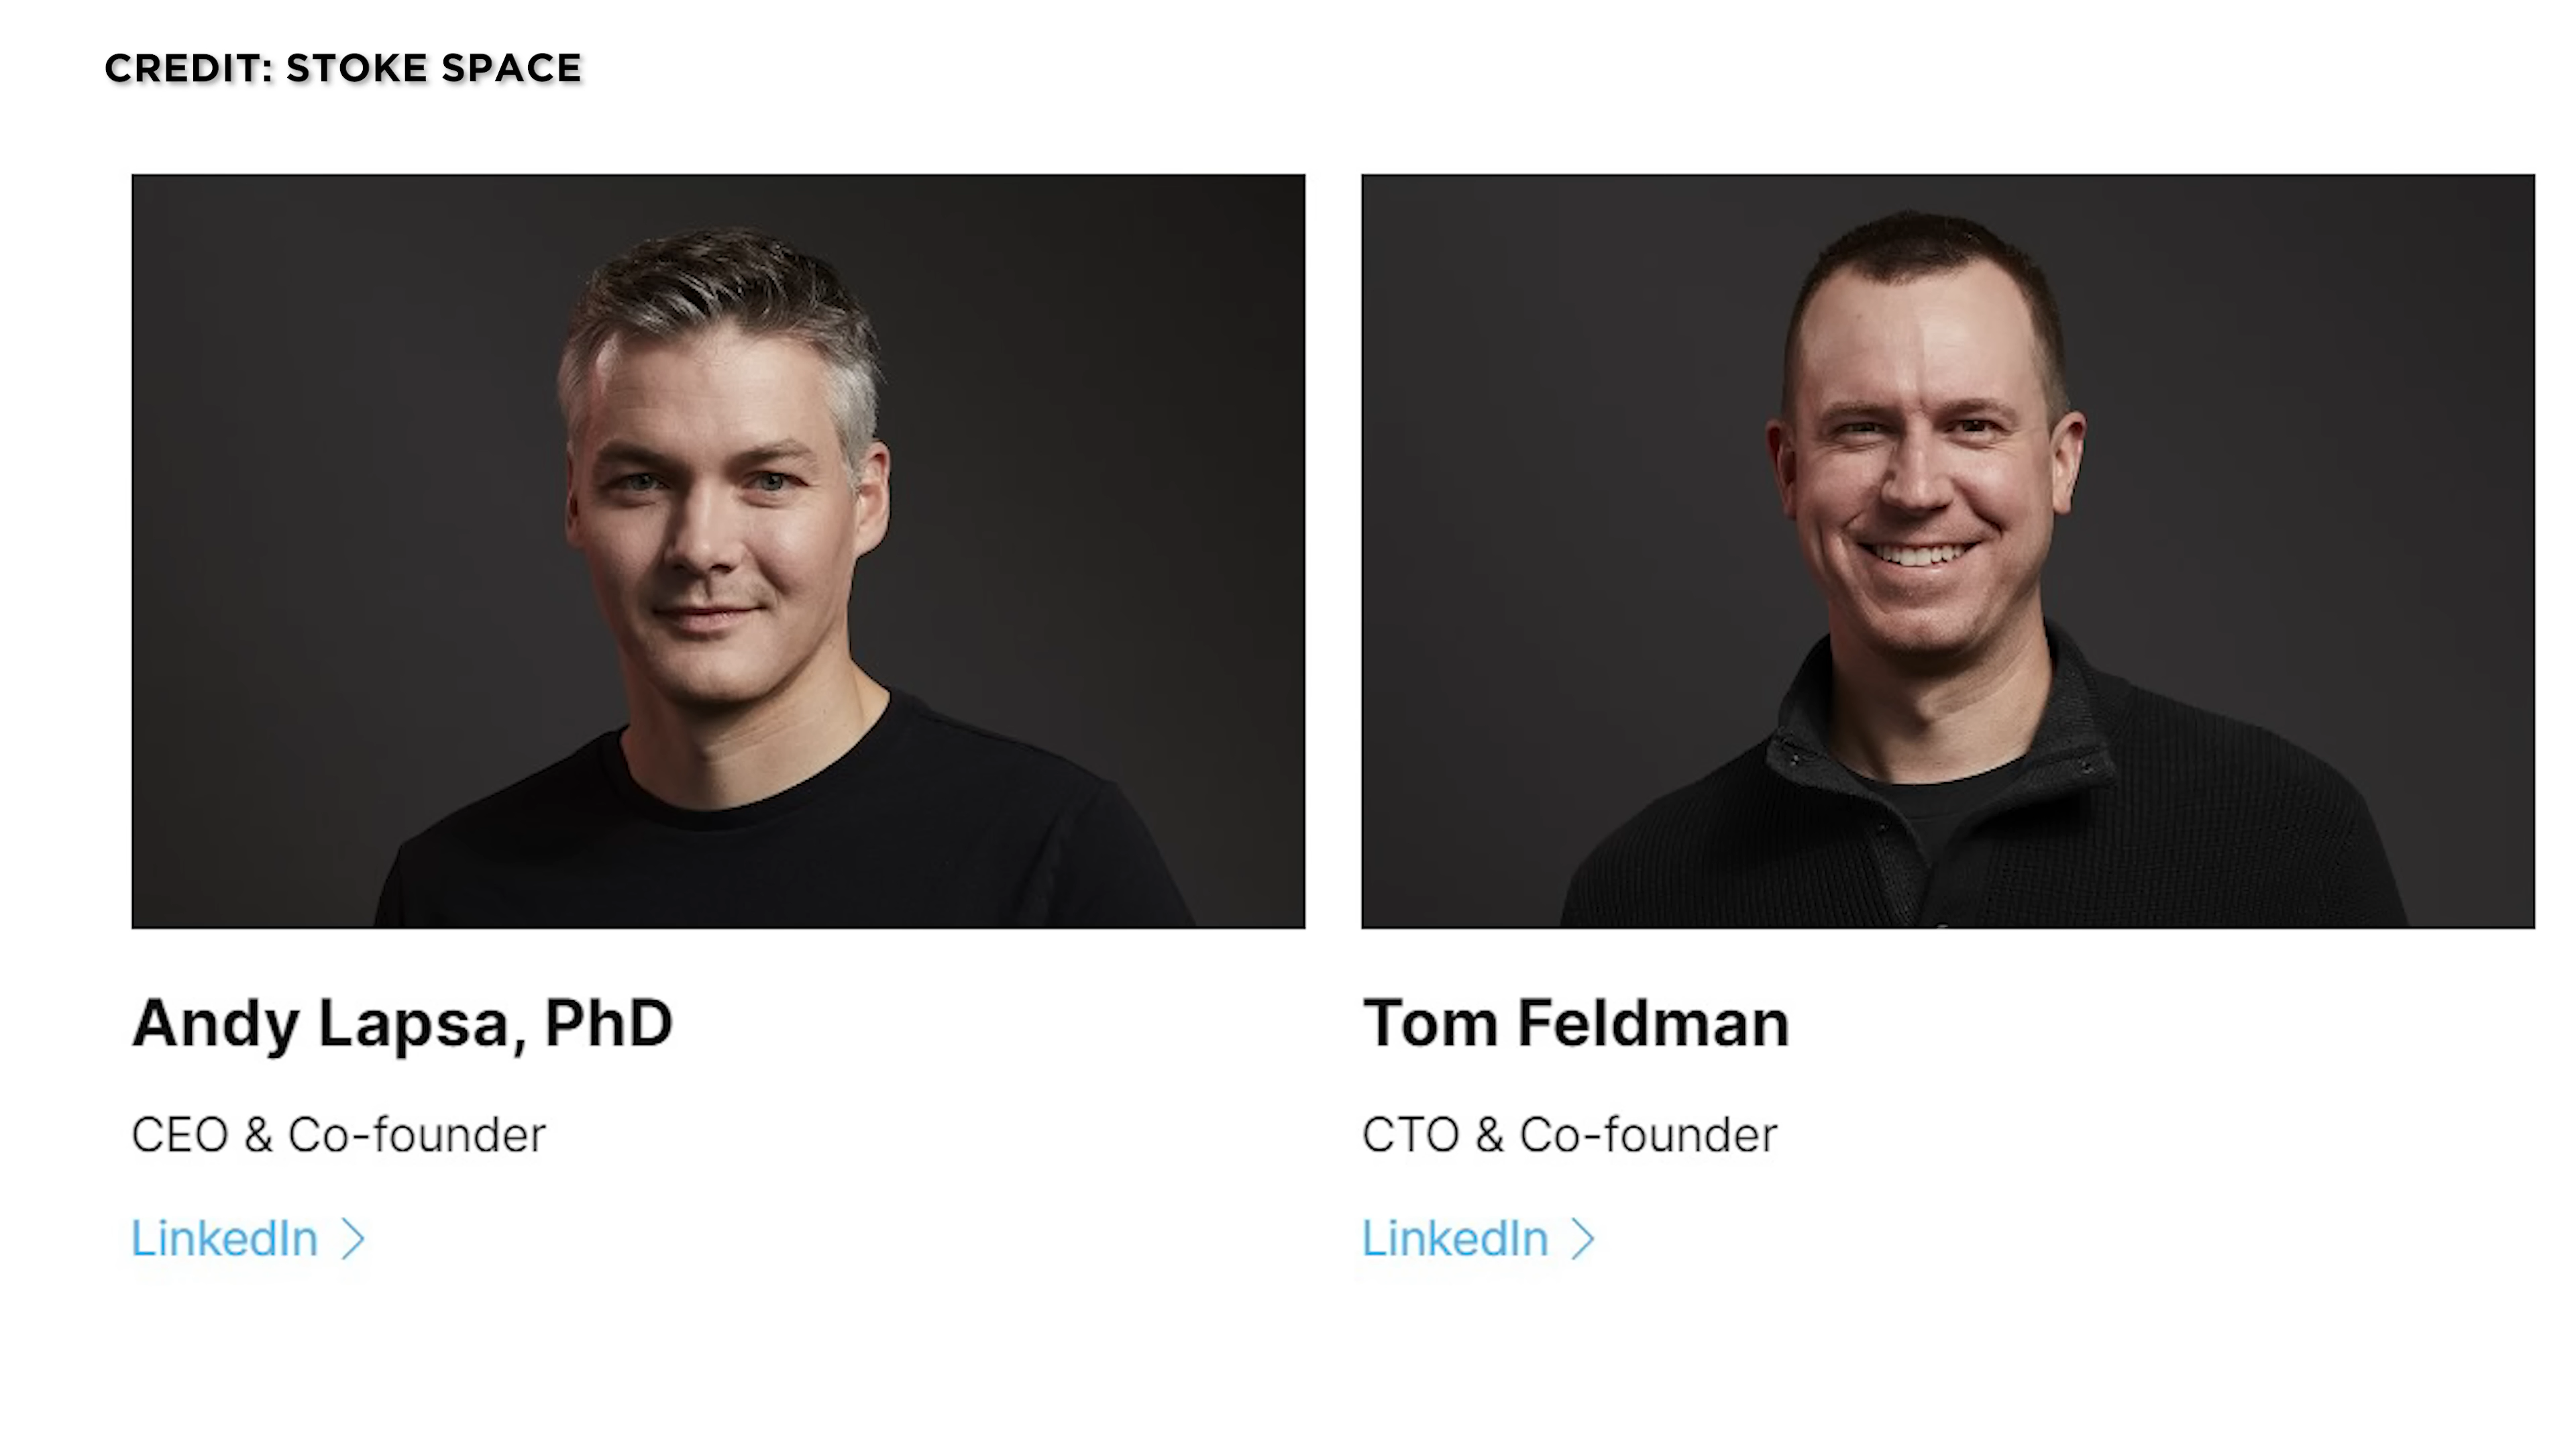 CREDIT: STOKE SPACE
Andy Lapsa, PhD
CEO & Co-founder
LinkedIn >
Tom Feldman
CTO & Co-founder
LinkedIn >